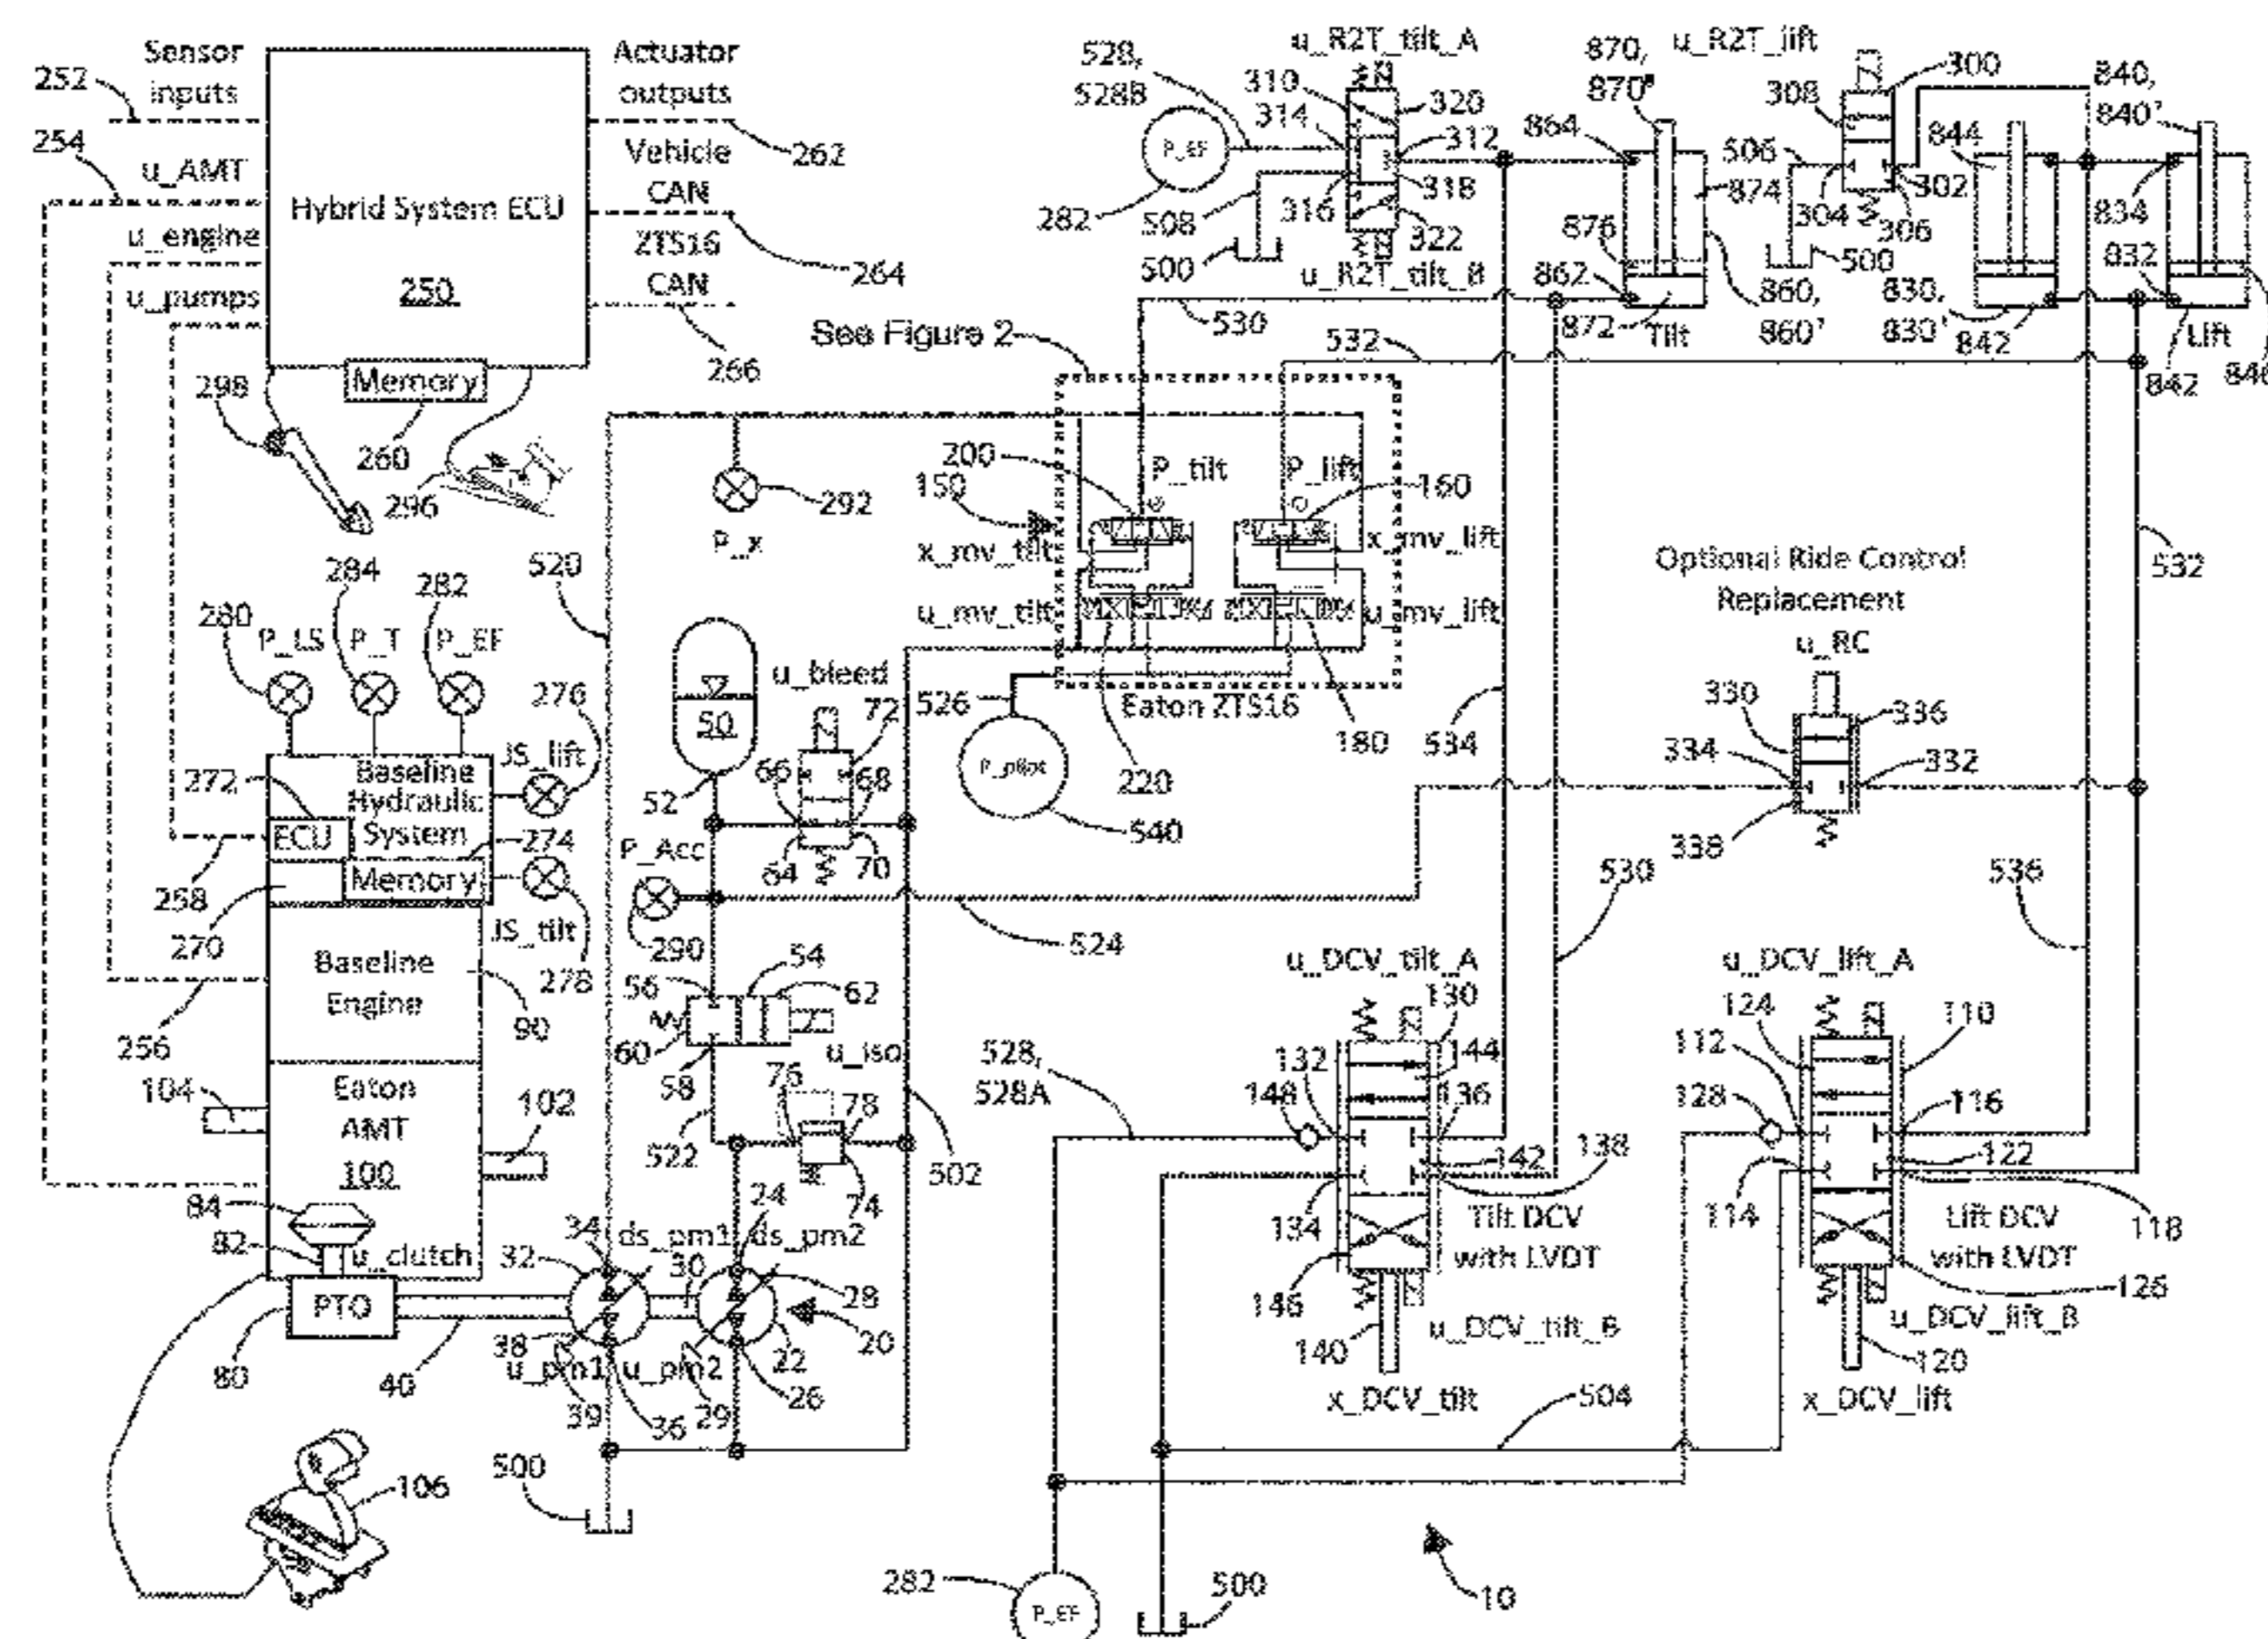 Sensor
inputs
252
254
u_AMT
u_engine
u_pumps
Hybrid System ECU
250
Memory
260
Actuator
outputs
262
Vehicle
CAN
264
ZTS16
CAN
266
298
296
528,
528B
P_EF
282
508
500
u_R2T_tilt_A
310
314
320
312
318
316
322
u_R2T_tilt_B
870,
864
874
876
862
872
Tilt
860,
860'
u_R2T_lift
300
308
506
304
302
306
500
840,
840'
844
834
832
830,
830'
842
Lift
842
530
532
See Figure 2
200
150
P_tilt
P_lift
160
x_mv_tilt
x_mv_lift
u_mv_tilt
u_mv_lift
Eaton ZTS16
220
180
526
P_pilot
540
292
P_x
520
534
532
Optional Ride Control
Replacement
u_RC
330
336
334
332
338
280
284
282
P_LS
P_T
P_EF
276
JS_lift
272
Baseline
Hydraulic
System
ECU
274
Memory
258
270
JS_tilt
278
Baseline
Engine
90
256
104
Eaton
AMT
100
102
84
82
u_clutch
PTO
80
40
106
50
52
u_bleed
72
66
68
64
70
P_Acc
290
524
54
56
62
60
58
u_iso
76
78
522
74
502
24
34
32
ds_pm1
ds_pm2
30
28
20
22
38
u_pm1
u_pm2
26
39
36
29
500
530
536
u_DCV_tilt_A
130
528,
528A
132
144
148
136
142
138
134
Tilt DCV
with LVDT
146
140
u_DCV_tilt_B
x_DCV_tilt
u_DCV_lift_A
124
110
112
128
116
122
114
118
Lift DCV
with LVDT
126
u_DCV_lift_B
120
x_DCV_lift
504
282
P_EF
500
10